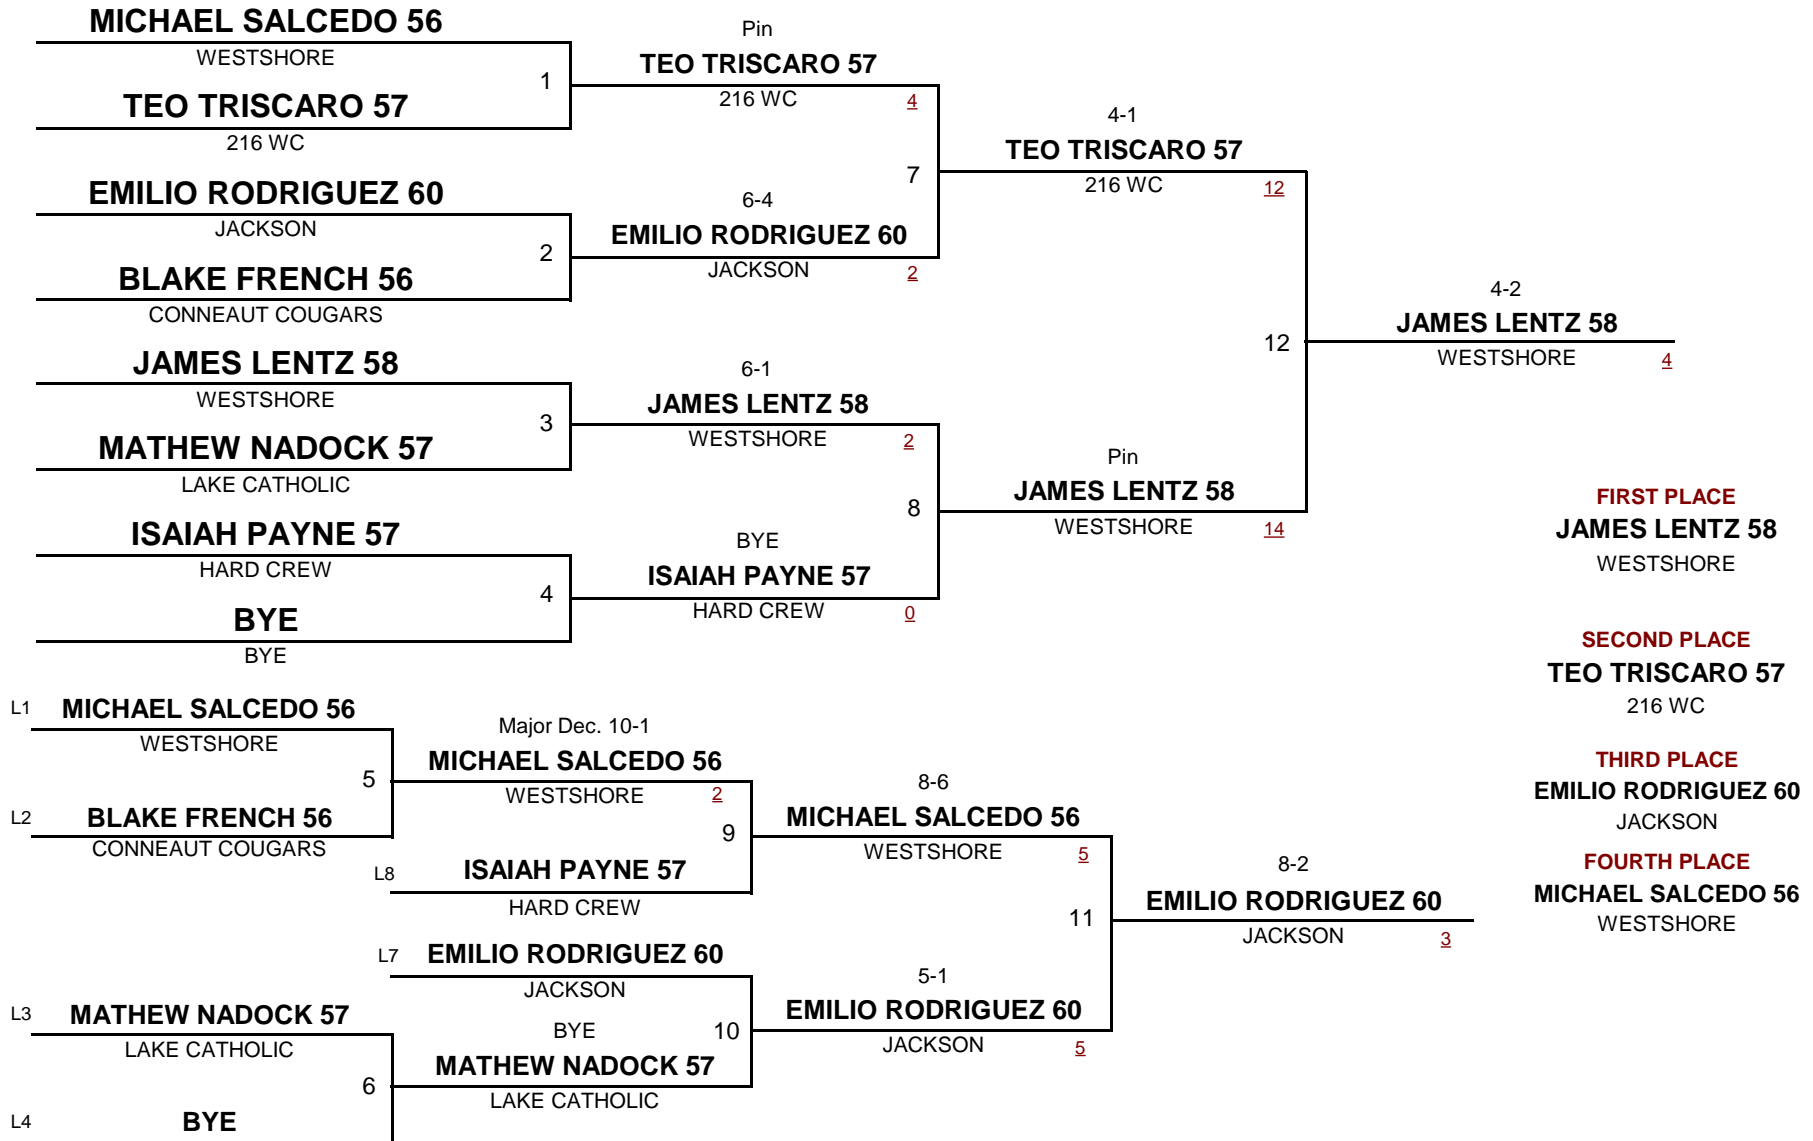 MICHAEL SALCEDO 56
WESTSHORE
1
TEO TRISCARO 57
216 WC
EMILIO RODRIGUEZ 60
JACKSON
2
BLAKE FRENCH 56
CONNEAUT COUGARS
JAMES LENTZ 58
WESTSHORE
3
MATHEW NADOCK 57
LAKE CATHOLIC
ISAIAH PAYNE 57
HARD CREW
4
BYE
BYE
Pin
TEO TRISCARO 57
216 WC 4
7
6-4
EMILIO RODRIGUEZ 60
JACKSON 2
6-1
JAMES LENTZ 58
WESTSHORE 2
8
BYE
ISAIAH PAYNE 57
HARD CREW 0
4-1
TEO TRISCARO 57
216 WC 12
12
Pin
JAMES LENTZ 58
WESTSHORE 14
4-2
JAMES LENTZ 58
WESTSHORE 4
FIRST PLACE
JAMES LENTZ 58
WESTSHORE
SECOND PLACE
TEO TRISCARO 57
216 WC
THIRD PLACE
EMILIO RODRIGUEZ 60
JACKSON
FOURTH PLACE
MICHAEL SALCEDO 56
WESTSHORE
L1 MICHAEL SALCEDO 56
WESTSHORE
5
L2 BLAKE FRENCH 56
CONNEAUT COUGARS
L3 MATHEW NADOCK 57
LAKE CATHOLIC
6
L4 BYE
Major Dec. 10-1
MICHAEL SALCEDO 56
WESTSHORE 2
9
L8 ISAIAH PAYNE 57
HARD CREW
L7 EMILIO RODRIGUEZ 60
JACKSON
BYE 10
MATHEW NADOCK 57
LAKE CATHOLIC
8-6
MICHAEL SALCEDO 56
WESTSHORE 5
11
5-1
EMILIO RODRIGUEZ 60
JACKSON 5
8-2
EMILIO RODRIGUEZ 60
JACKSON 3